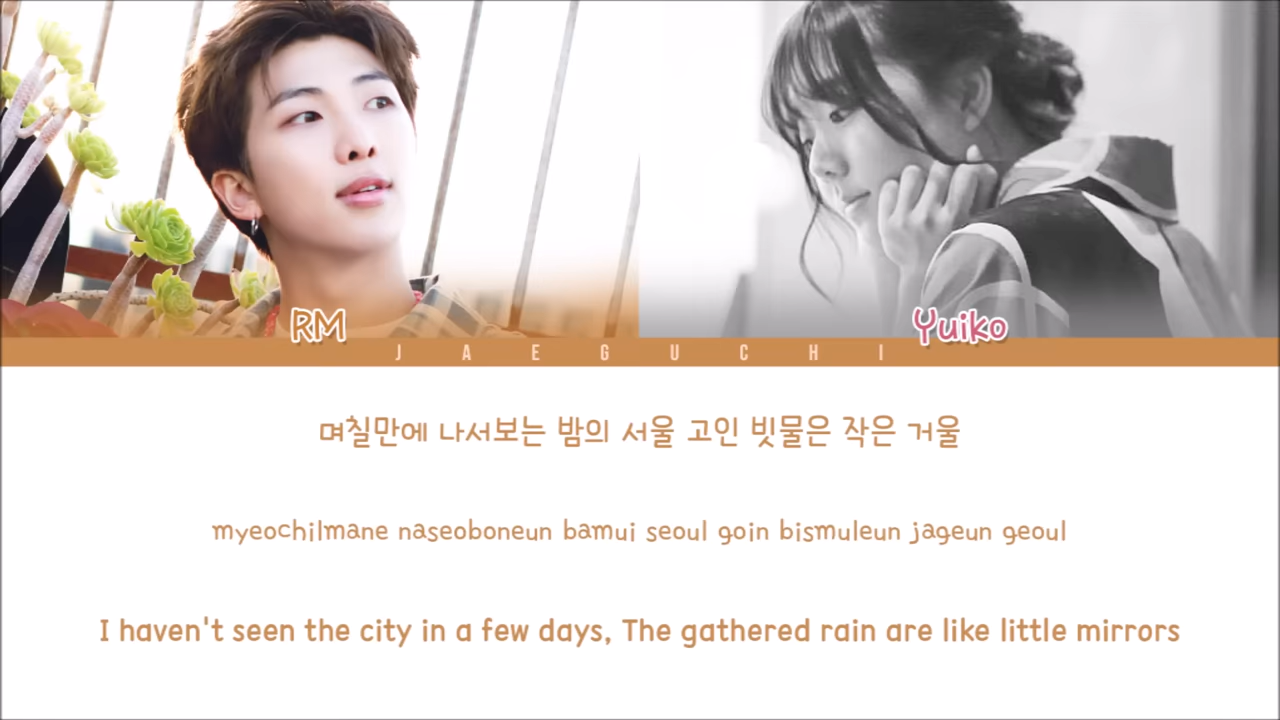 RM
Yuiko
JAEGUCHI
며칠만에 나서보는 밤의 서울 고인 빗물은 작은 거울
myeochilmane naseoboneun bamui seoul goin bismuleun jageun geoul
I haven't seen the city in a few days, The gathered rain are like little mirrors